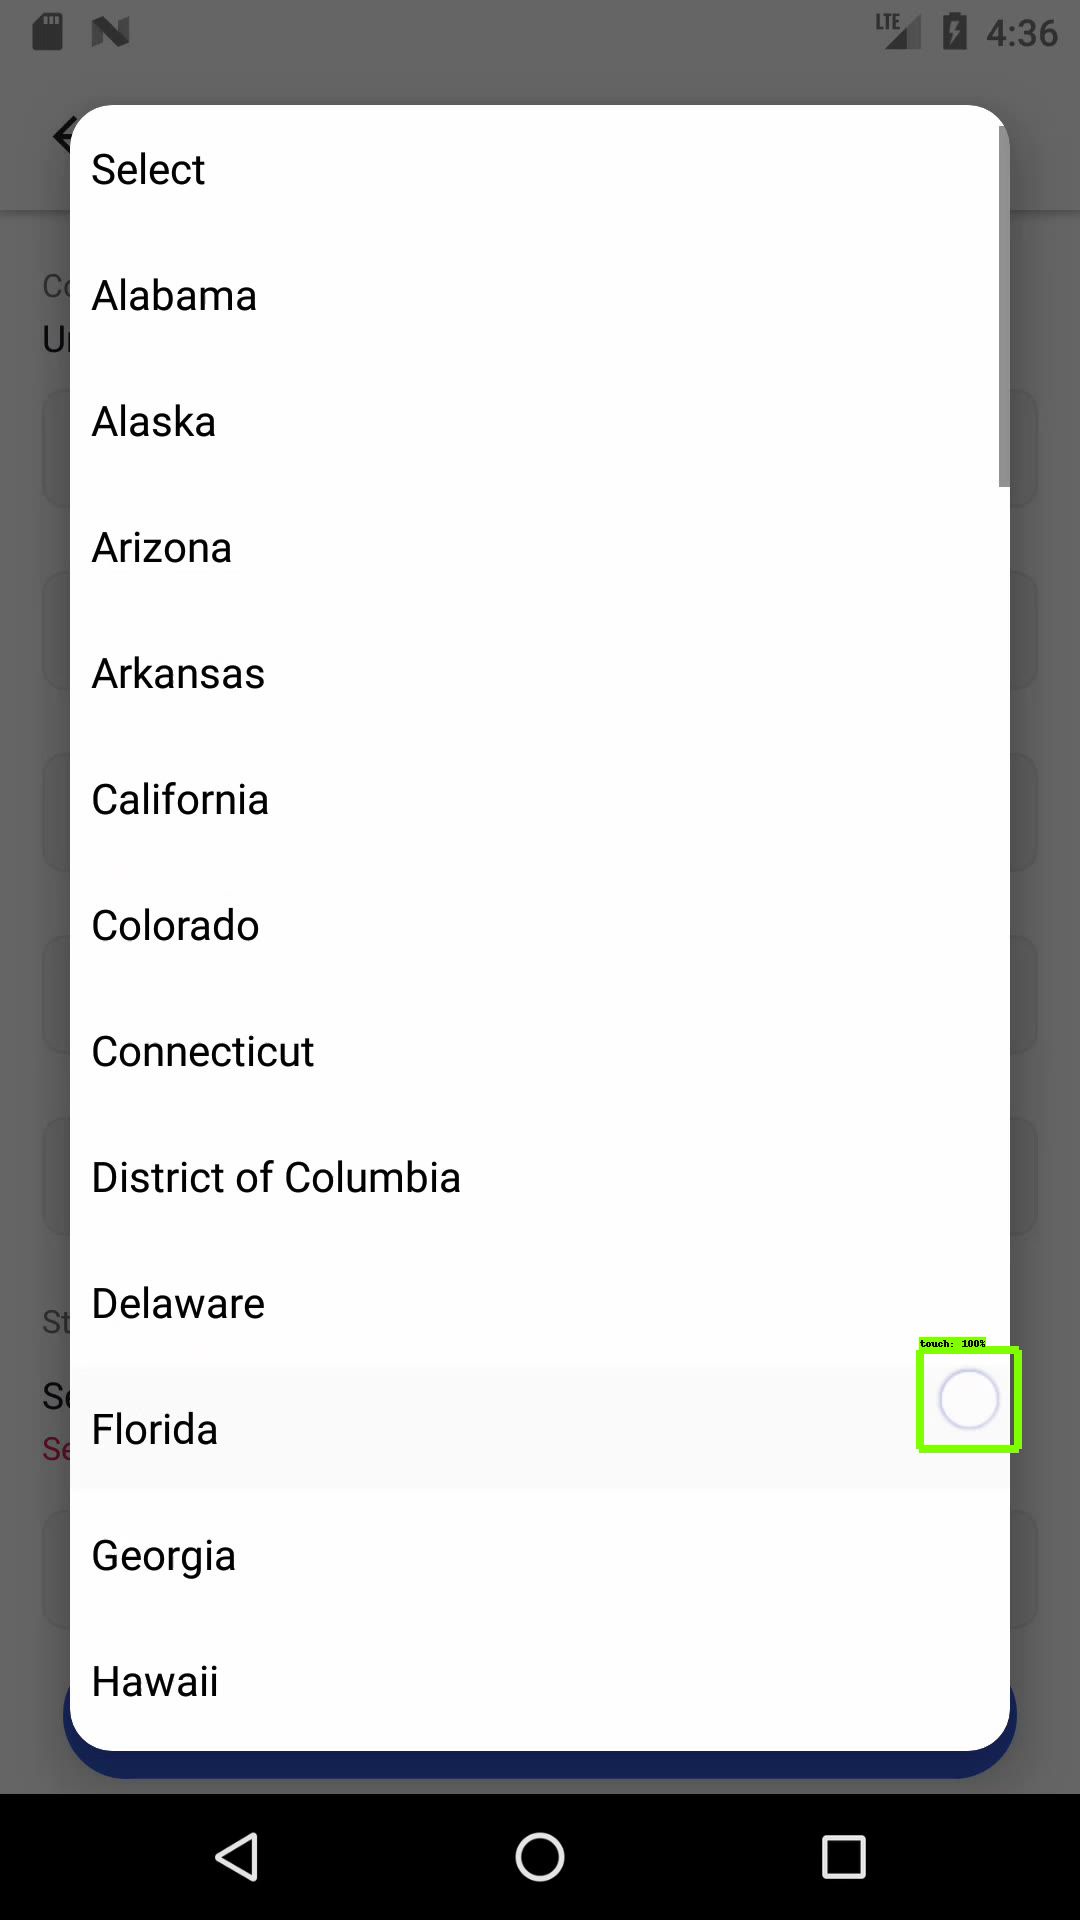 LTE 4:36
Select
Alabama
Alaska
Arizona
Arkansas
California
Colorado
Connecticut
District of Columbia
Delaware
touch: 100%
Florida
Georgia
Hawaii